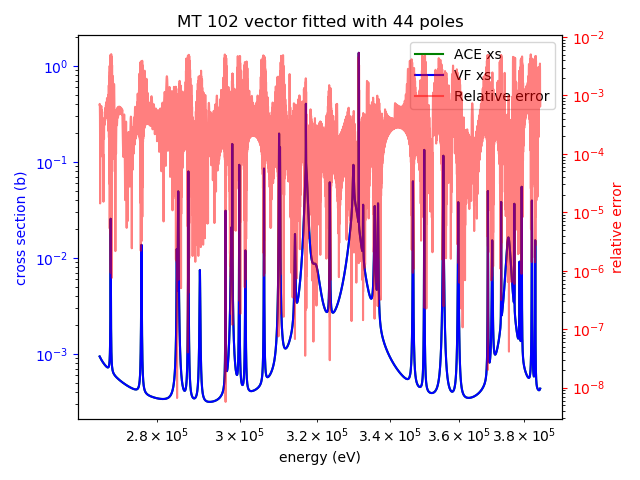 MT 102 vector fitted with 44 poles
ACE xs
VF xs
Relative error
cross section (b)
10⁰
10⁻¹
10⁻²
10⁻³
10⁻²
10⁻³
10⁻⁴
10⁻⁵
10⁻⁶
10⁻⁷
10⁻⁸
relative error
2.8 × 10⁵ 3 × 10⁵ 3.2 × 10⁵ 3.4 × 10⁵ 3.6 × 10⁵ 3.8 × 10⁵
energy (eV)